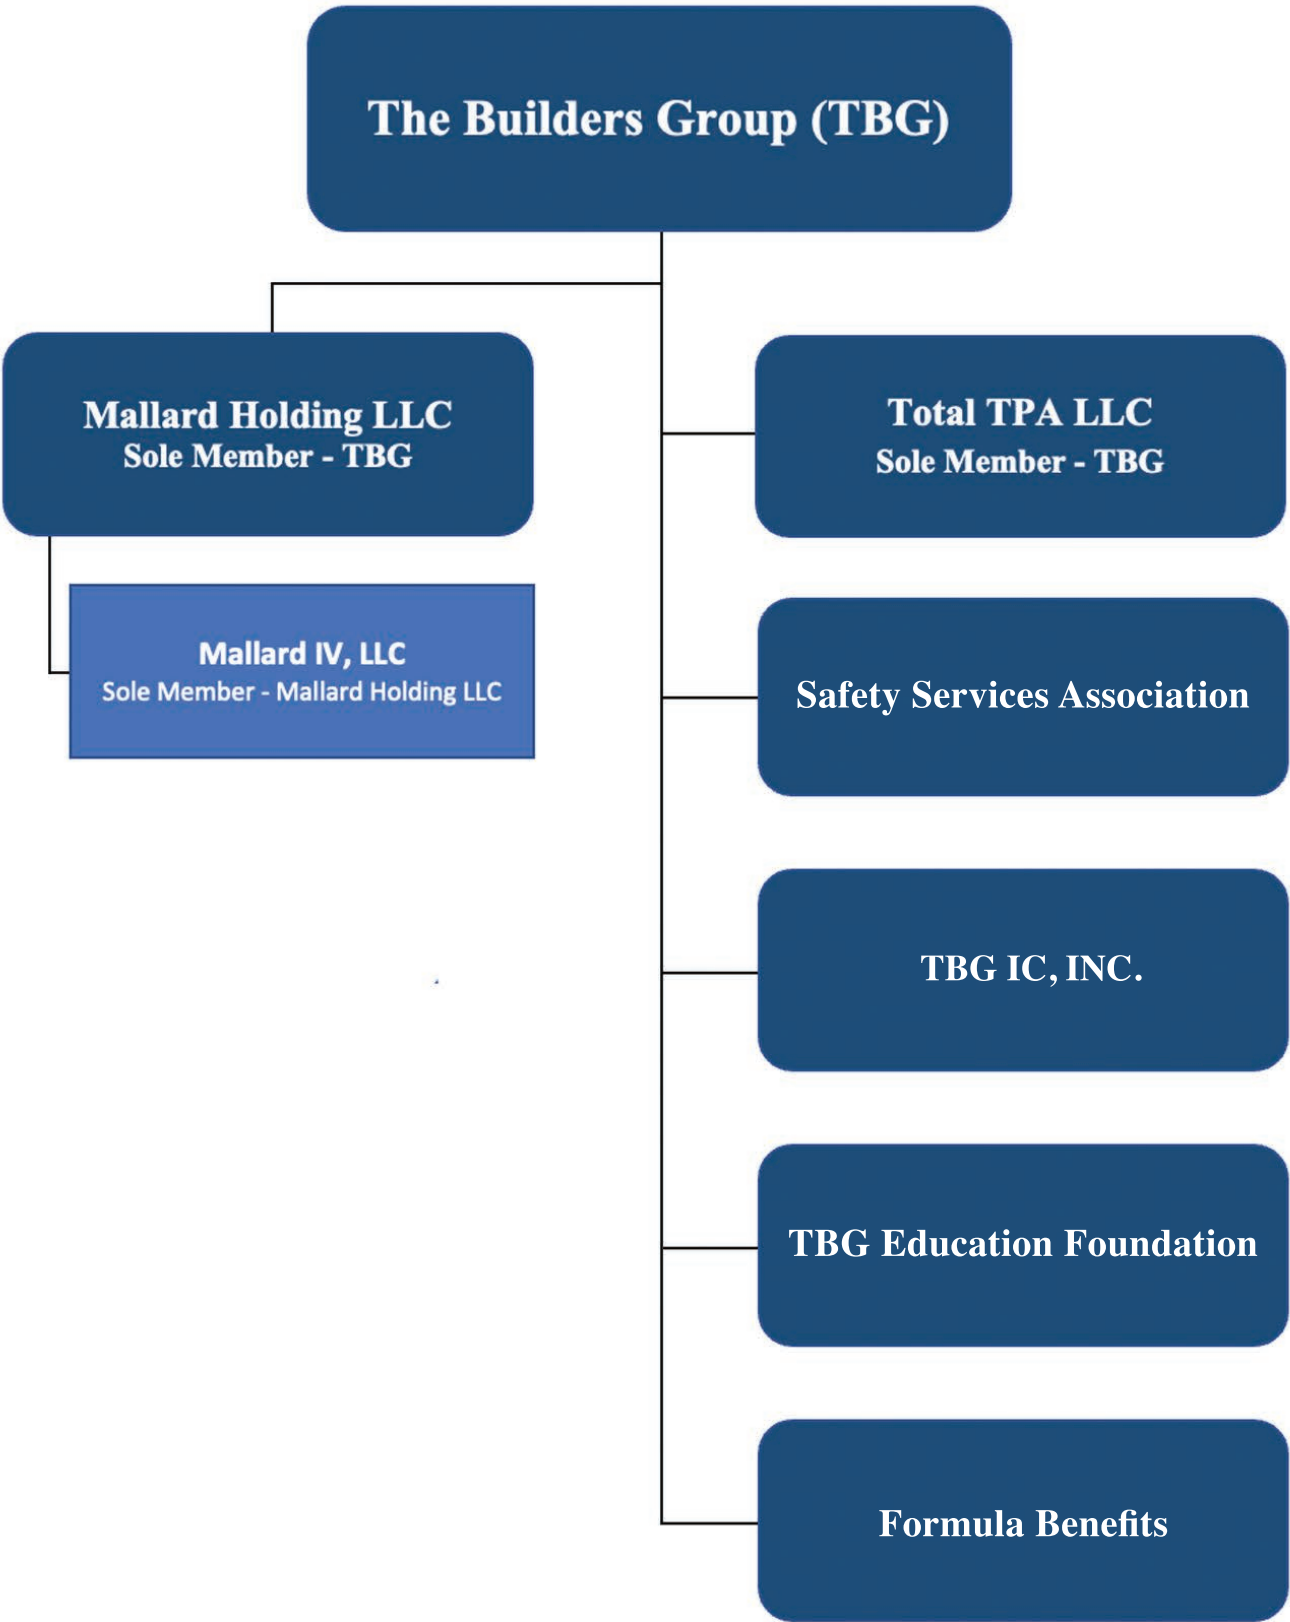 The Builders Group (TBG)
Mallard Holding LLC
Sole Member - TBG
Mallard IV, LLC
Sole Member - Mallard Holding LLC
Total TPA LLC
Sole Member - TBG
Safety Services Association
TBG IC, INC.
TBG Education Foundation
Formula Benefits